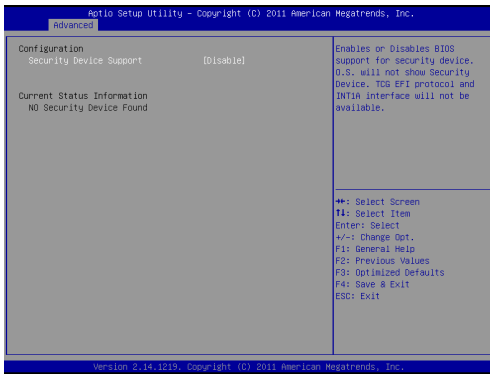 Aptio Setup Utility – Copyright (C) 2011 American Megatrends, Inc.
Advanced
Configuration
Security Device Support [Disable]
Current Status Information
NO Security Device Found
Enables or Disables BIOS
support for security device.
O.S. will not show Security
Device. TCG EFI protocol and
INT1A interface will not be
available.
→←: Select Screen
↑↓: Select Item
Enter: Select
+/-: Change Opt.
F1: General Help
F2: Previous Values
F3: Optimized Defaults
F4: Save & Exit
ESC: Exit
Version 2.14.1219. Copyright (C) 2011 American Megatrends, Inc.